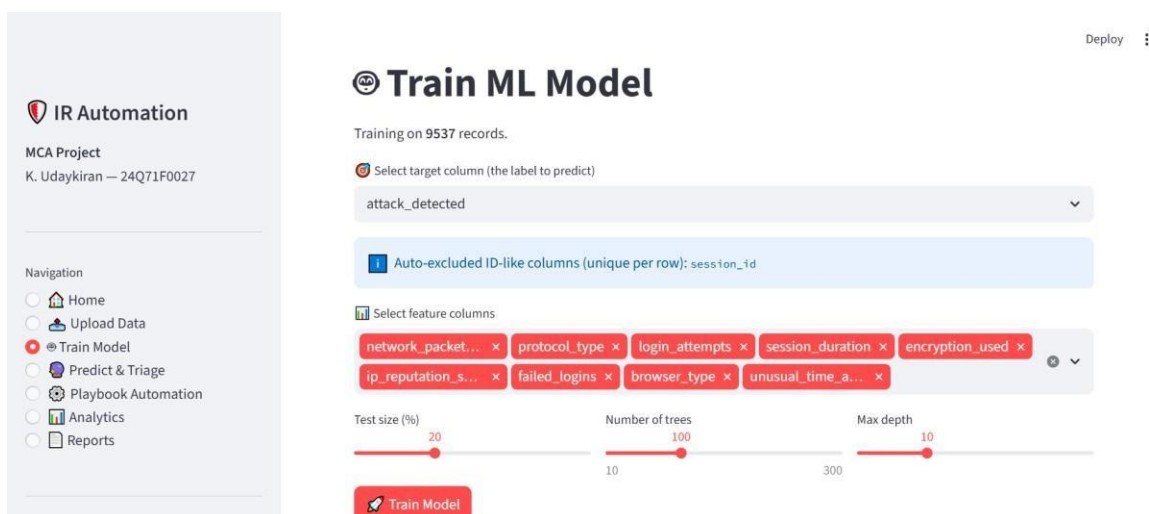 Deploy
IR Automation
MCA Project
K. Udaykiran — 24Q71F0027
Navigation
Home
Upload Data
Train Model
Predict & Triage
Playbook Automation
Analytics
Reports
Train ML Model
Training on 9537 records.
Select target column (the label to predict)
attack_detected
Auto-excluded ID-like columns (unique per row): session_id
Select feature columns
network_packet... × protocol_type × login_attempts × session_duration × encryption_used ×
ip_reputation_s... × failed_logins × browser_type × unusual_time_a... ×
Test size (%) Number of trees Max depth
20 100 10
10 300
Train Model